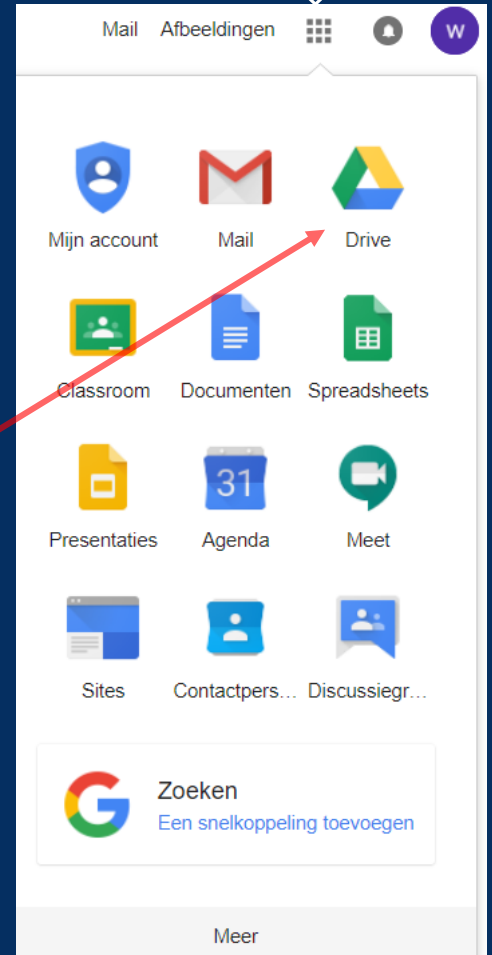 Mail Afbeeldingen W
Mijn account Mail Drive
Classroom Documenten Spreadsheets
31
Presentaties Agenda Meet
Sites Contactpers... Discussiegr...
G Zoeken
Een snelkoppeling toevoegen
Meer